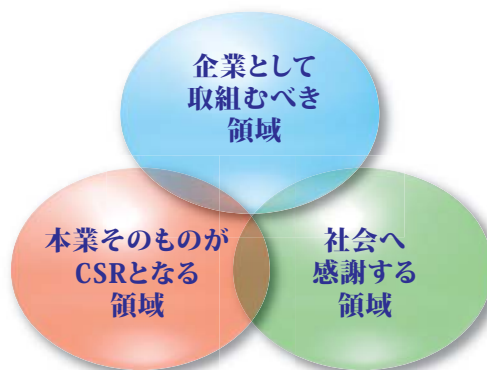 企業として
取組むべき
領域
本業そのものが
CSRとなる
領域
社会へ
感謝する
領域